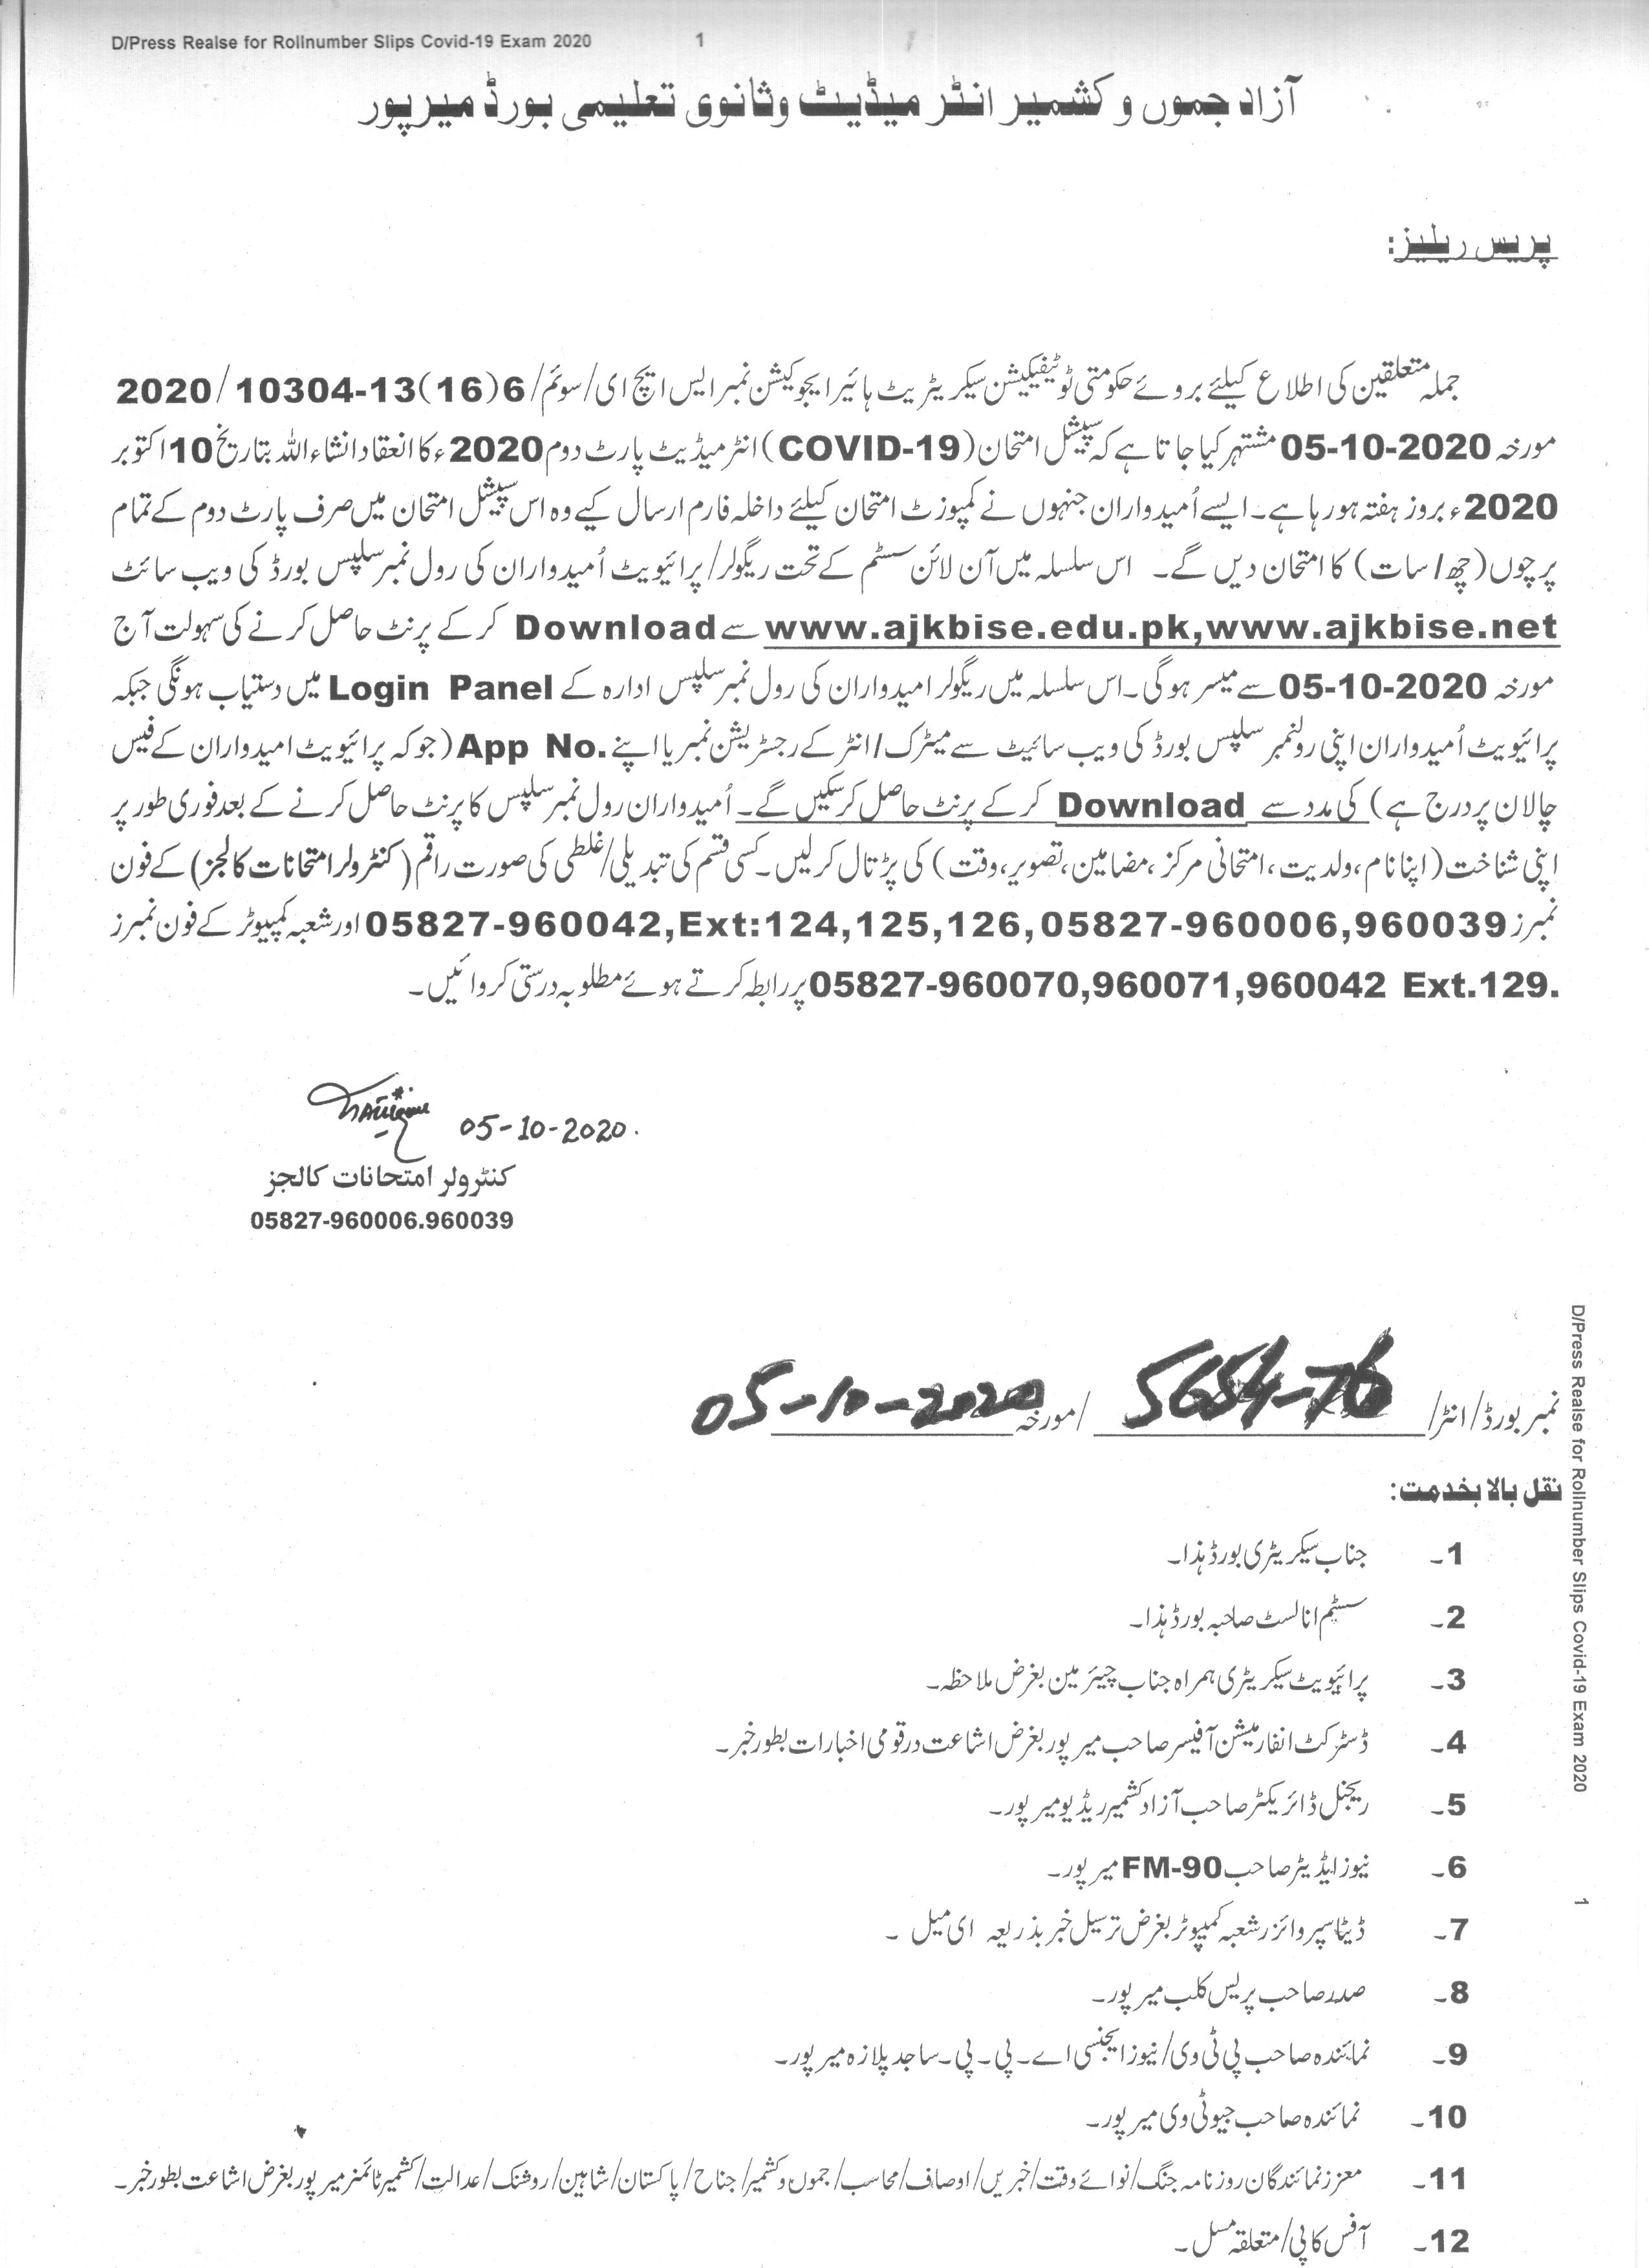 D/Press Realse for Rollnumber Slips Covid-19 Exam 2020 1
آزاد جموں و کشمیر انٹر میڈیٹ وثانوی تعلیمی بورڈ میرپور
پریس ریلیز:
جملہ متعلقین کی اطلاع کیلئے بروئے حکومتی نوٹیفیکیشن سیکریٹریٹ ہائیر ایجوکیشن نمبر ایس ایچ ای/سوئم/6(16)13-10304/2020
مورخہ 05-10-2020 مشتہر کیا جاتا ہے کہ سپیشل امتحان (COVID-19) انٹرمیڈیٹ پارٹ دوم 2020ء کا انعقاد انشاءاللہ بتاریخ 10 اکتوبر
2020ء بروز ہفتہ ہو رہا ہے۔ ایسے اُمیدواران جنہوں نے کمپوزٹ امتحان کیلئے داخلہ فارم ارسال کیے وہ اس سپیشل امتحان میں صرف پارٹ دوم کے تمام
پرچوں (چھ/سات) کا امتحان دیں گے۔ اس سلسلہ میں آن لائن سسٹم کے تحت ریگولر/پرائیویٹ اُمیدواران کی رول نمبر سلپس بورڈ کی ویب سائٹ
www.ajkbise.edu.pk,www.ajkbise.net سے Download کر کے پرنٹ حاصل کرنے کی سہولت آج
مورخہ 05-10-2020 سے میسر ہوگی۔ اس سلسلہ میں ریگولر امیدواران کی رول نمبر سلپس ادارہ کے Login Panel میں دستیاب ہونگی جبکہ
پرائیویٹ اُمیدواران اپنی رولنمبر سلپس بورڈ کی ویب سائیٹ سے میٹرک/انٹر کے رجسٹریشن نمبر یا اپنے App No. (جو کہ پرائیویٹ امیدواران کے فیس
چالان پر درج ہے) کی مدد سے Download کر کے پرنٹ حاصل کر سکیں گے۔ اُمیدواران رول نمبر سلپس کا پرنٹ حاصل کرنے کے بعد فوری طور پر
اپنی شناخت (اپنا نام، ولدیت، امتحانی مرکز، مضامین، تصویر، وقت) کی پڑتال کر لیں۔ کسی قسم کی تبدیلی/غلطی کی صورت راقم (کنٹرولر امتحانات کالجز) کے فون
نمبرز 05827-960042,Ext:124,125,126, 05827-960006,960039 اور شعبہ کمپیوٹر کے فون نمبرز
05827-960070,960071,960042 Ext.129. پر رابطہ کرتے ہوئے مطلوبہ درستی کروائیں۔
05-10-2020.
کنٹرولر امتحانات کالجز
05827-960006.960039
نمبر بورڈ/انٹر/ 5654-76 /مورخہ 05-10-2020
نقل بالا بخدمت:
1۔ جناب سیکریٹری بورڈ ہذا۔
2۔ سسٹم انالسٹ صاحبہ بورڈ ہذا۔
3۔ پرائیویٹ سیکریٹری ہمراہ جناب چیئرمین بغرض ملاحظہ۔
4۔ ڈسٹرکٹ انفارمیشن آفیسر صاحب میرپور بغرض اشاعت در قومی اخبارات بطور خبر۔
5۔ ریجنل ڈائریکٹر صاحب آزاد کشمیر ریڈیو میرپور۔
6۔ نیوز ایڈیٹر صاحب FM-90 میرپور۔
7۔ ڈیٹا سپروائزر شعبہ کمپیوٹر بغرض ترسیل خبر بذریعہ ای میل ۔
8۔ صدر صاحب پریس کلب میرپور۔
9۔ نمائندہ صاحب پی ٹی وی/نیوز ایجنسی اے۔پی۔پی۔ساجد پلازہ میرپور۔
10۔ نمائندہ صاحب جیو ٹی وی میرپور۔
11۔ معزز نمائندگان روزنامہ جنگ/نوائے وقت/خبریں/اوصاف/محاسب/جموں وکشمیر/جناح/پاکستان/شاہین/روشنک/عدالت/کشمیر ٹائمنز میرپور بغرض اشاعت بطور خبر۔
12۔ آفس کاپی/متعلقہ مسل۔
D/Press Realse for Rollnumber Slips Covid-19 Exam 2020 1